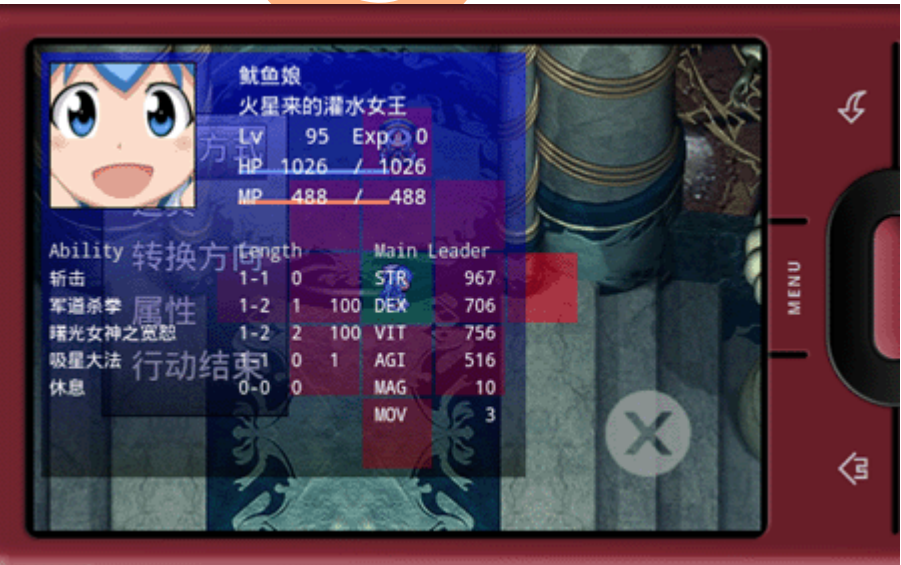 鱿鱼娘
火星来的灌水女王
Lv 95 Exp 0
HP 1026 / 1026
MP 488 / 488
方式
Ability Length Main Leader
转换方向
斩击 1-1 0 STR 967
军道杀拳 1-2 1 100 DEX 706
属性
曙光女神之宽恕 1-2 2 100 VIT 756
吸星大法 1-1 0 1 AGI 516
行动结束
休息 0-0 0 MAG 10
MOV 3
X
MENU